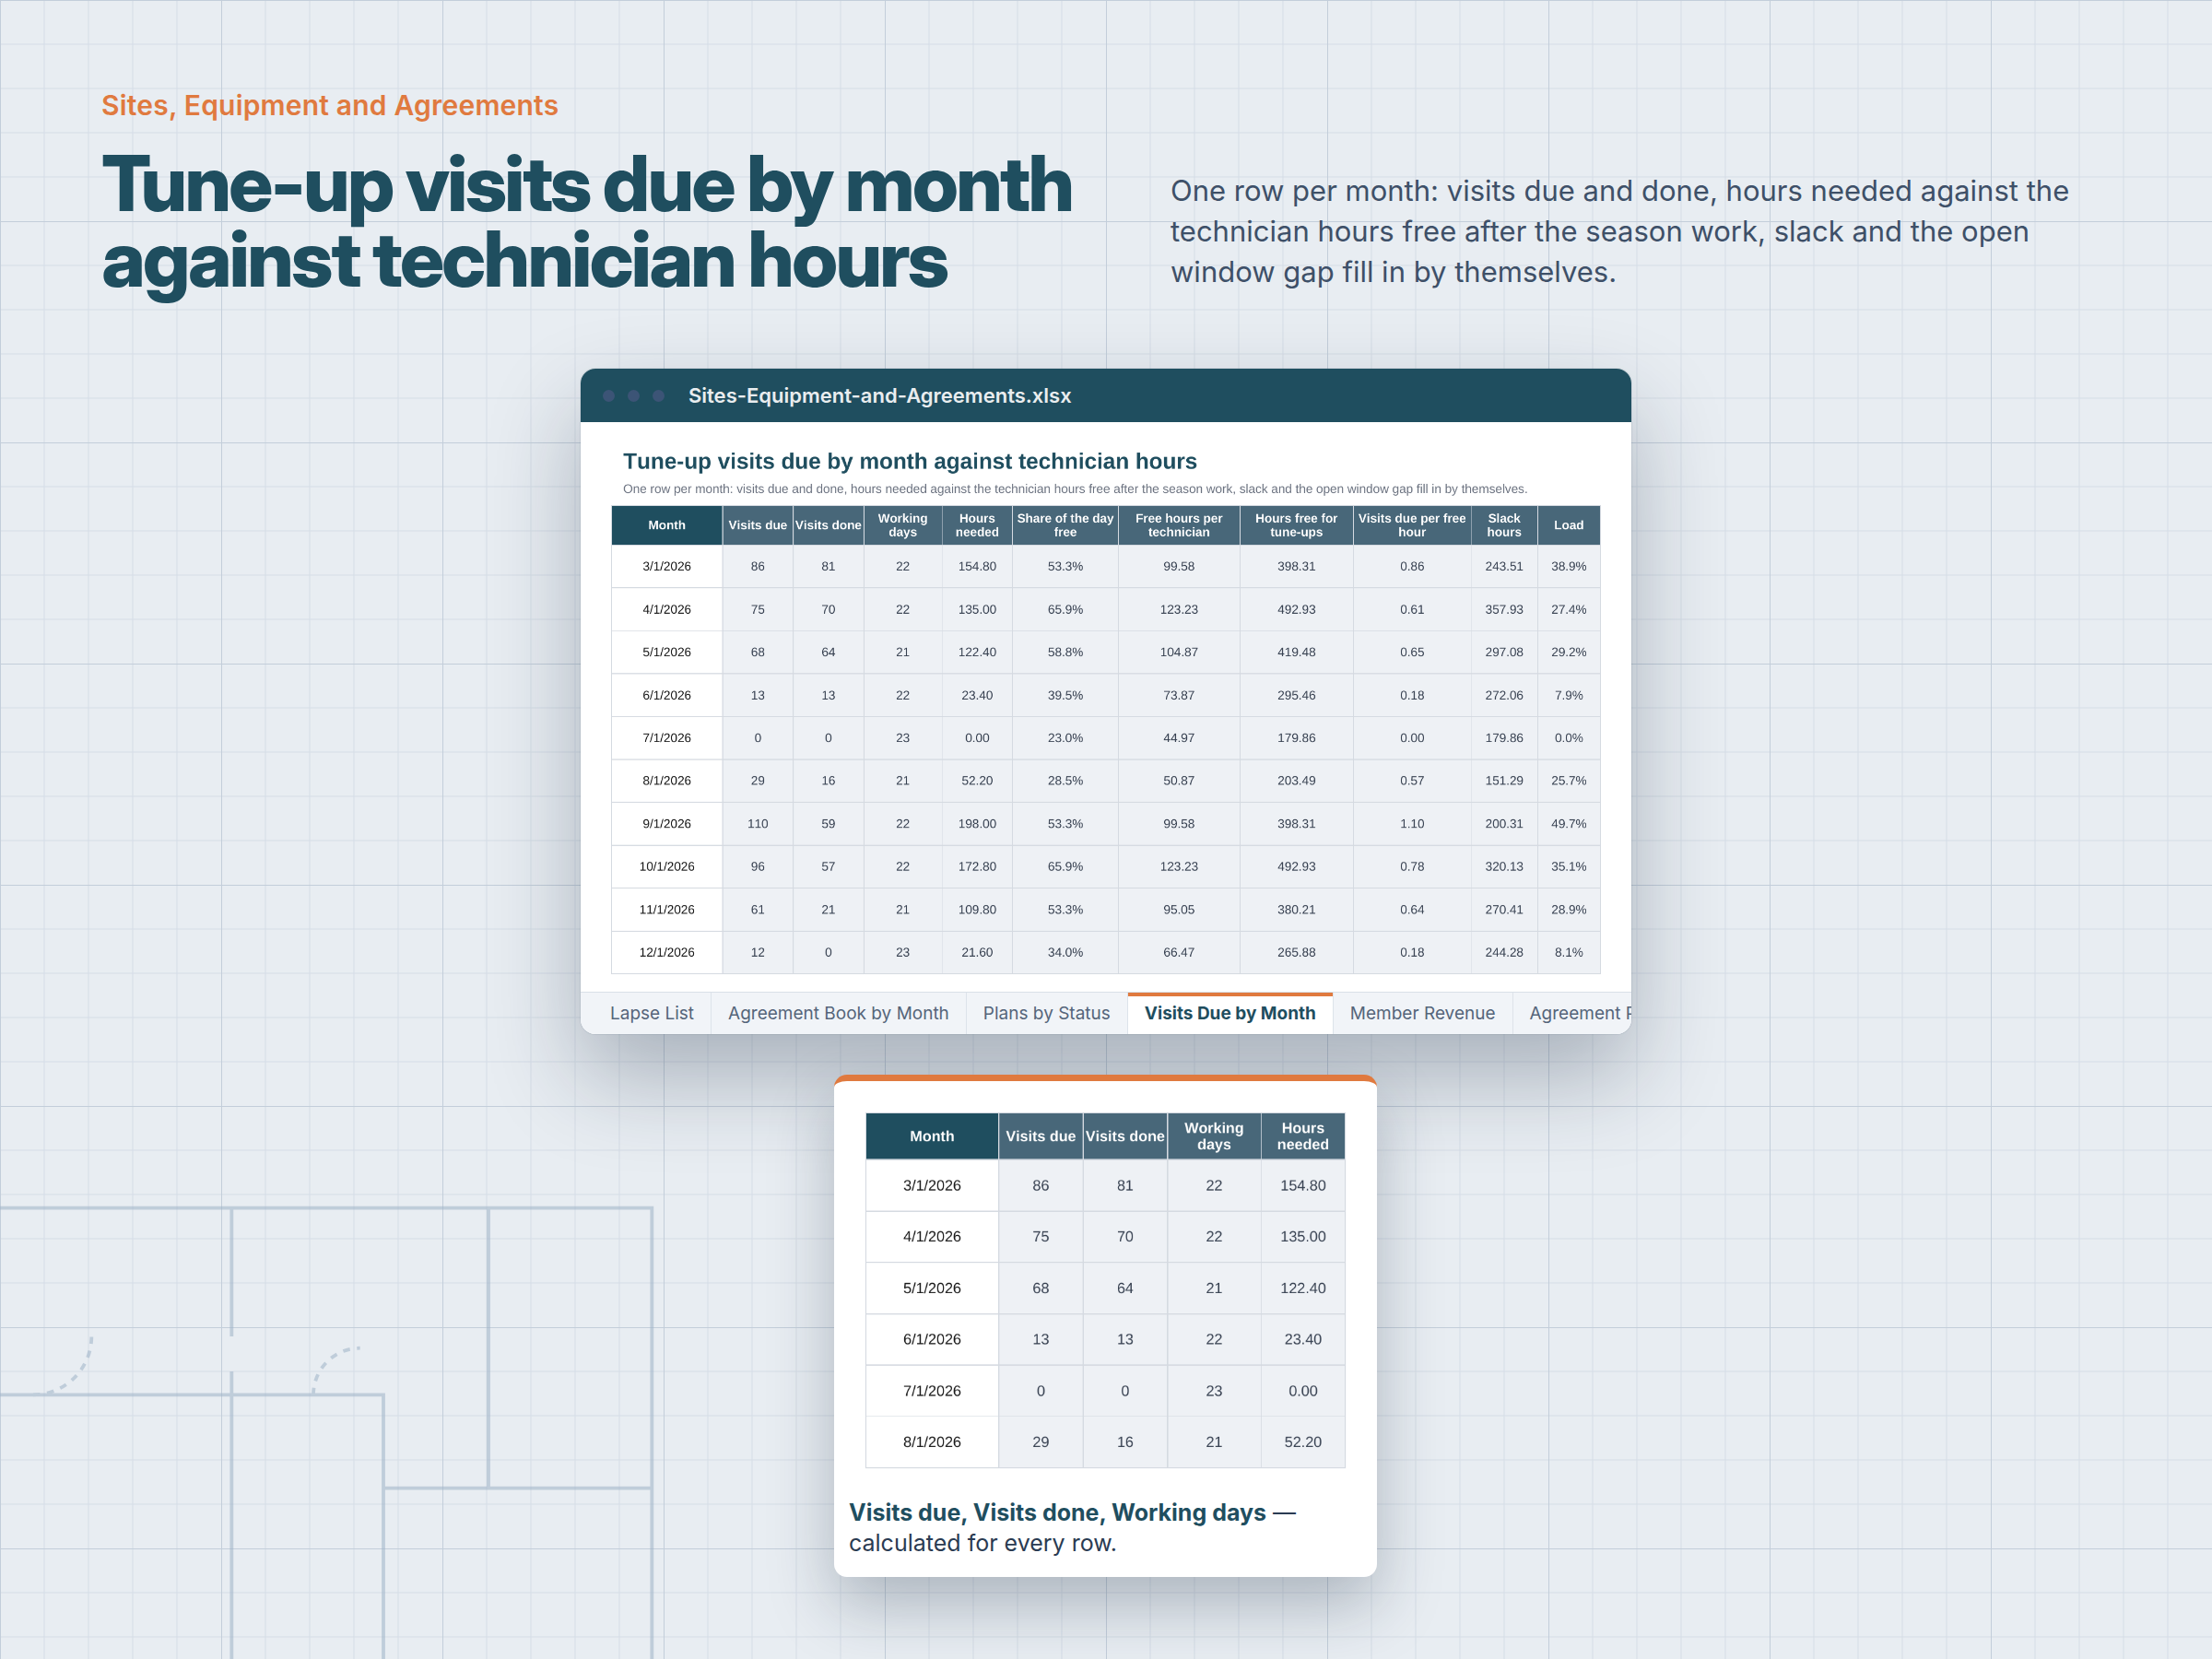 Sites, Equipment and Agreements
Tune-up visits due by month
against technician hours
One row per month: visits due and done, hours needed against the
technician hours free after the season work, slack and the open
window gap fill in by themselves.
Sites-Equipment-and-Agreements.xlsx
Tune-up visits due by month against technician hours
One row per month: visits due and done, hours needed against the technician hours free after the season work, slack and the open window gap fill in by themselves.
Month Visits due Visits done Working days Hours needed Share of the day free Free hours per technician Hours free for tune-ups Visits due per free hour Slack hours Load
3/1/2026 86 81 22 154.80 53.3% 99.58 398.31 0.86 243.51 38.9%
4/1/2026 75 70 22 135.00 65.9% 123.23 492.93 0.61 357.93 27.4%
5/1/2026 68 64 21 122.40 58.8% 104.87 419.48 0.65 297.08 29.2%
6/1/2026 13 13 22 23.40 39.5% 73.87 295.46 0.18 272.06 7.9%
7/1/2026 0 0 23 0.00 23.0% 44.97 179.86 0.00 179.86 0.0%
8/1/2026 29 16 21 52.20 28.5% 50.87 203.49 0.57 151.29 25.7%
9/1/2026 110 59 22 198.00 53.3% 99.58 398.31 1.10 200.31 49.7%
10/1/2026 96 57 22 172.80 65.9% 123.23 492.93 0.78 320.13 35.1%
11/1/2026 61 21 21 109.80 53.3% 95.05 380.21 0.64 270.41 28.9%
12/1/2026 12 0 23 21.60 34.0% 66.47 265.88 0.18 244.28 8.1%
Lapse List Agreement Book by Month Plans by Status Visits Due by Month Member Revenue Agreement
Month Visits due Visits done Working days Hours needed
3/1/2026 86 81 22 154.80
4/1/2026 75 70 22 135.00
5/1/2026 68 64 21 122.40
6/1/2026 13 13 22 23.40
7/1/2026 0 0 23 0.00
8/1/2026 29 16 21 52.20
Visits due, Visits done, Working days —
calculated for every row.